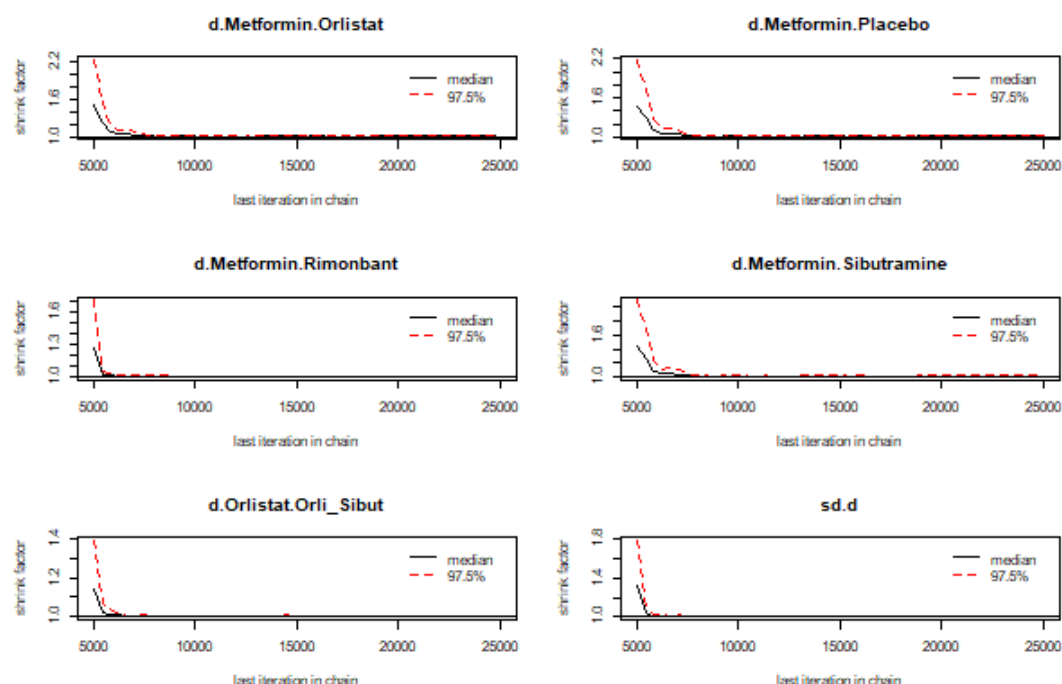 d.Metformin.Orlistat
shrink factor
1.0 1.6 2.2
median
97.5%
5000 10000 15000 20000 25000
last iteration in chain
d.Metformin.Placebo
shrink factor
1.0 1.6 2.2
median
97.5%
5000 10000 15000 20000 25000
last iteration in chain
d.Metformin.Rimonbant
shrink factor
1.0 1.3 1.6
median
97.5%
5000 10000 15000 20000 25000
last iteration in chain
d.Metformin.Sibutramine
shrink factor
1.0 1.6
median
97.5%
5000 10000 15000 20000 25000
last iteration in chain
d.Orlistat.Orli_Sibut
shrink factor
1.0 1.2 1.4
median
97.5%
5000 10000 15000 20000 25000
last iteration in chain
sd.d
shrink factor
1.0 1.4 1.8
median
97.5%
5000 10000 15000 20000 25000
last iteration in chain